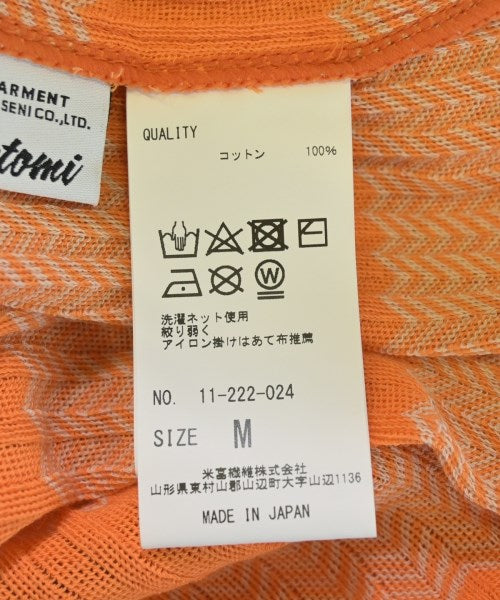 ARMENT
SENI CO.,LTD.
tomi
QUALITY
コットン 100%
W
洗濯ネット使用
絞り弱く
アイロン掛けはあて布推薦
NO. 11-222-024
SIZE M
米富繊維株式会社
山形県東村山郡山辺町大字山辺1136
MADE IN JAPAN